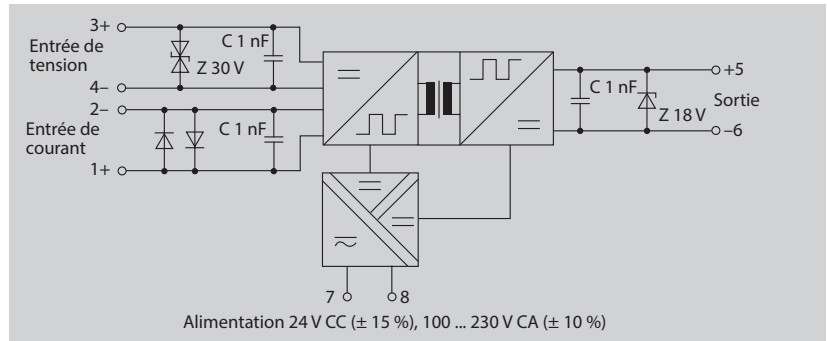 3+
Entrée de
tension
C 1 nF
Z 30 V
4–
2–
Entrée de
courant
C 1 nF
1+
+5
C 1 nF
Sortie
Z 18 V
–6
7
8
Alimentation 24 V CC (± 15 %), 100 ... 230 V CA (± 10 %)